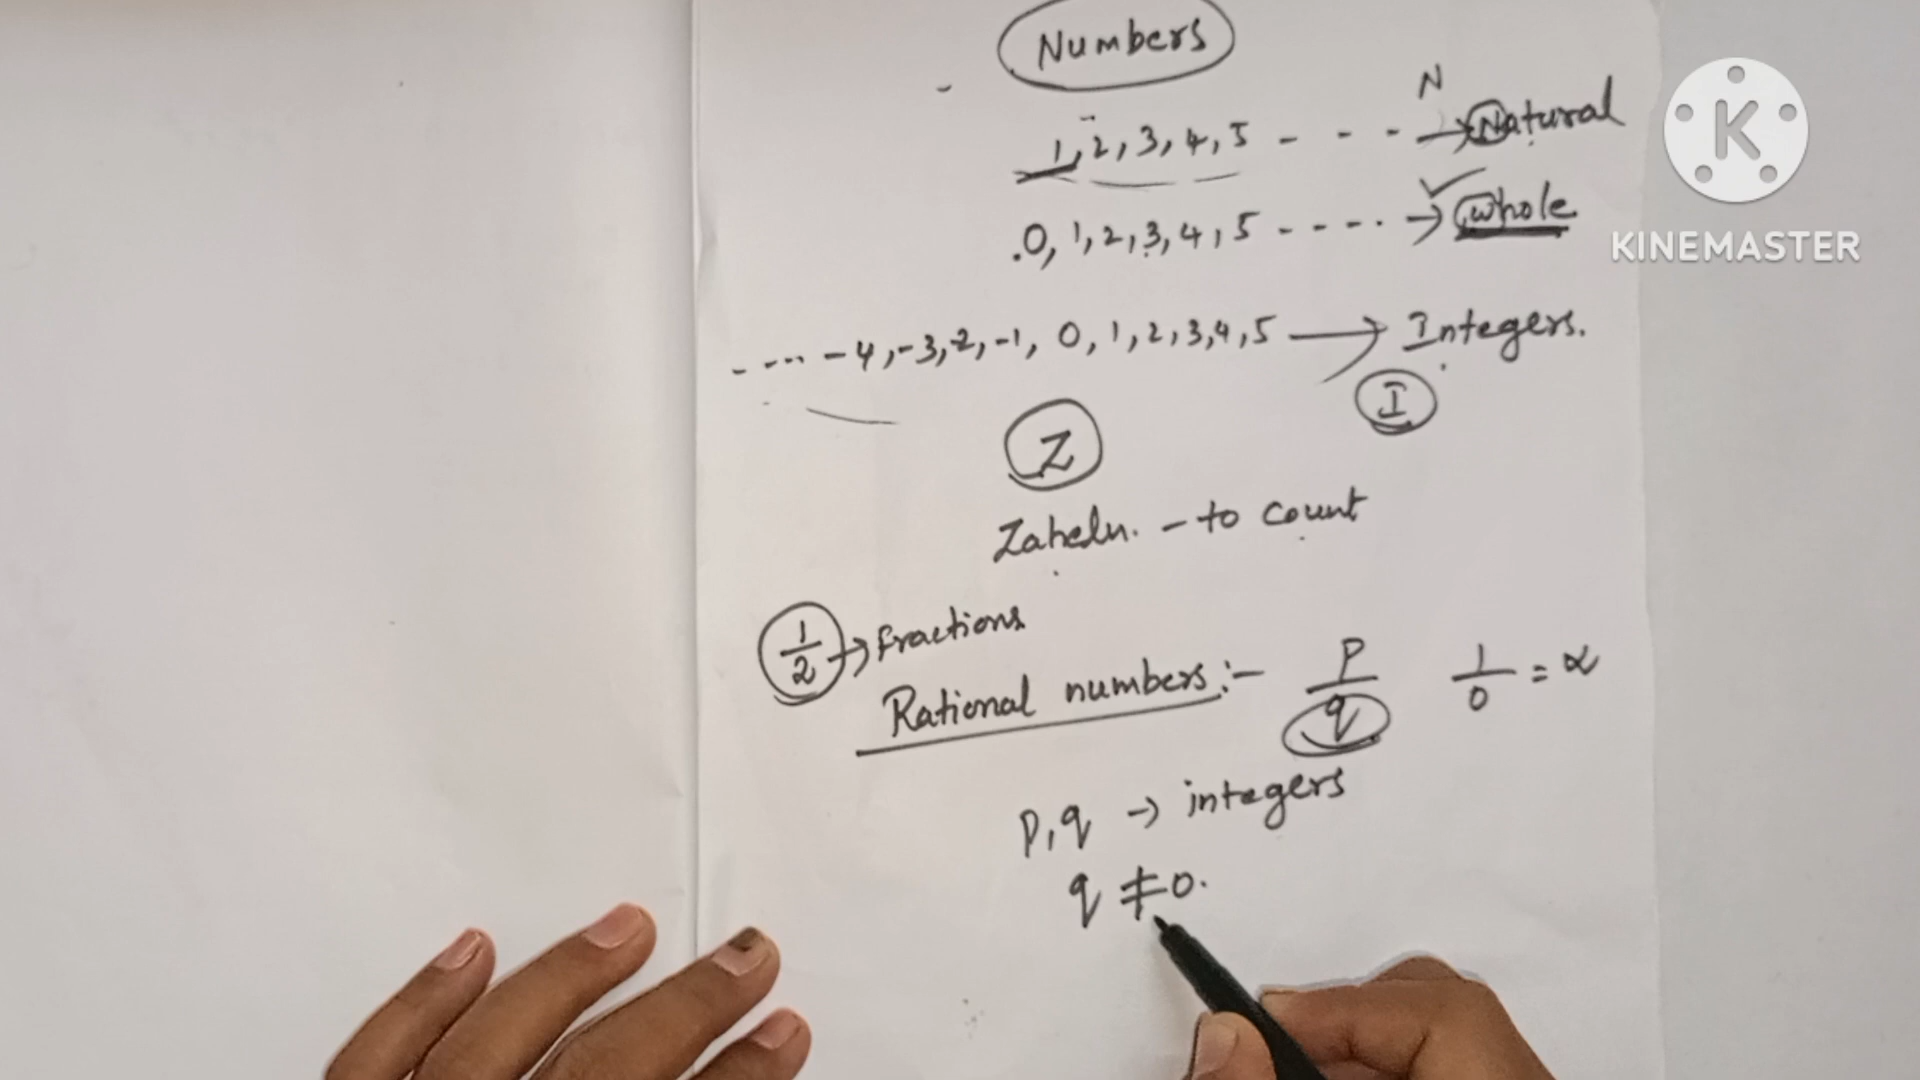 Numbers
N
1, 2, 3, 4, 5 - - - → Natural
0, 1, 2, 3, 4, 5 - - - - → Whole
KINEMASTER
- --- -4, -3, -2, -1, 0, 1, 2, 3, 4, 5 → Integers.
I
Z
Zaheln. - to count
1/2 → Fractions
Rational numbers :- P/q 1/0 = ∝
P, q → integers
q ≠ 0.